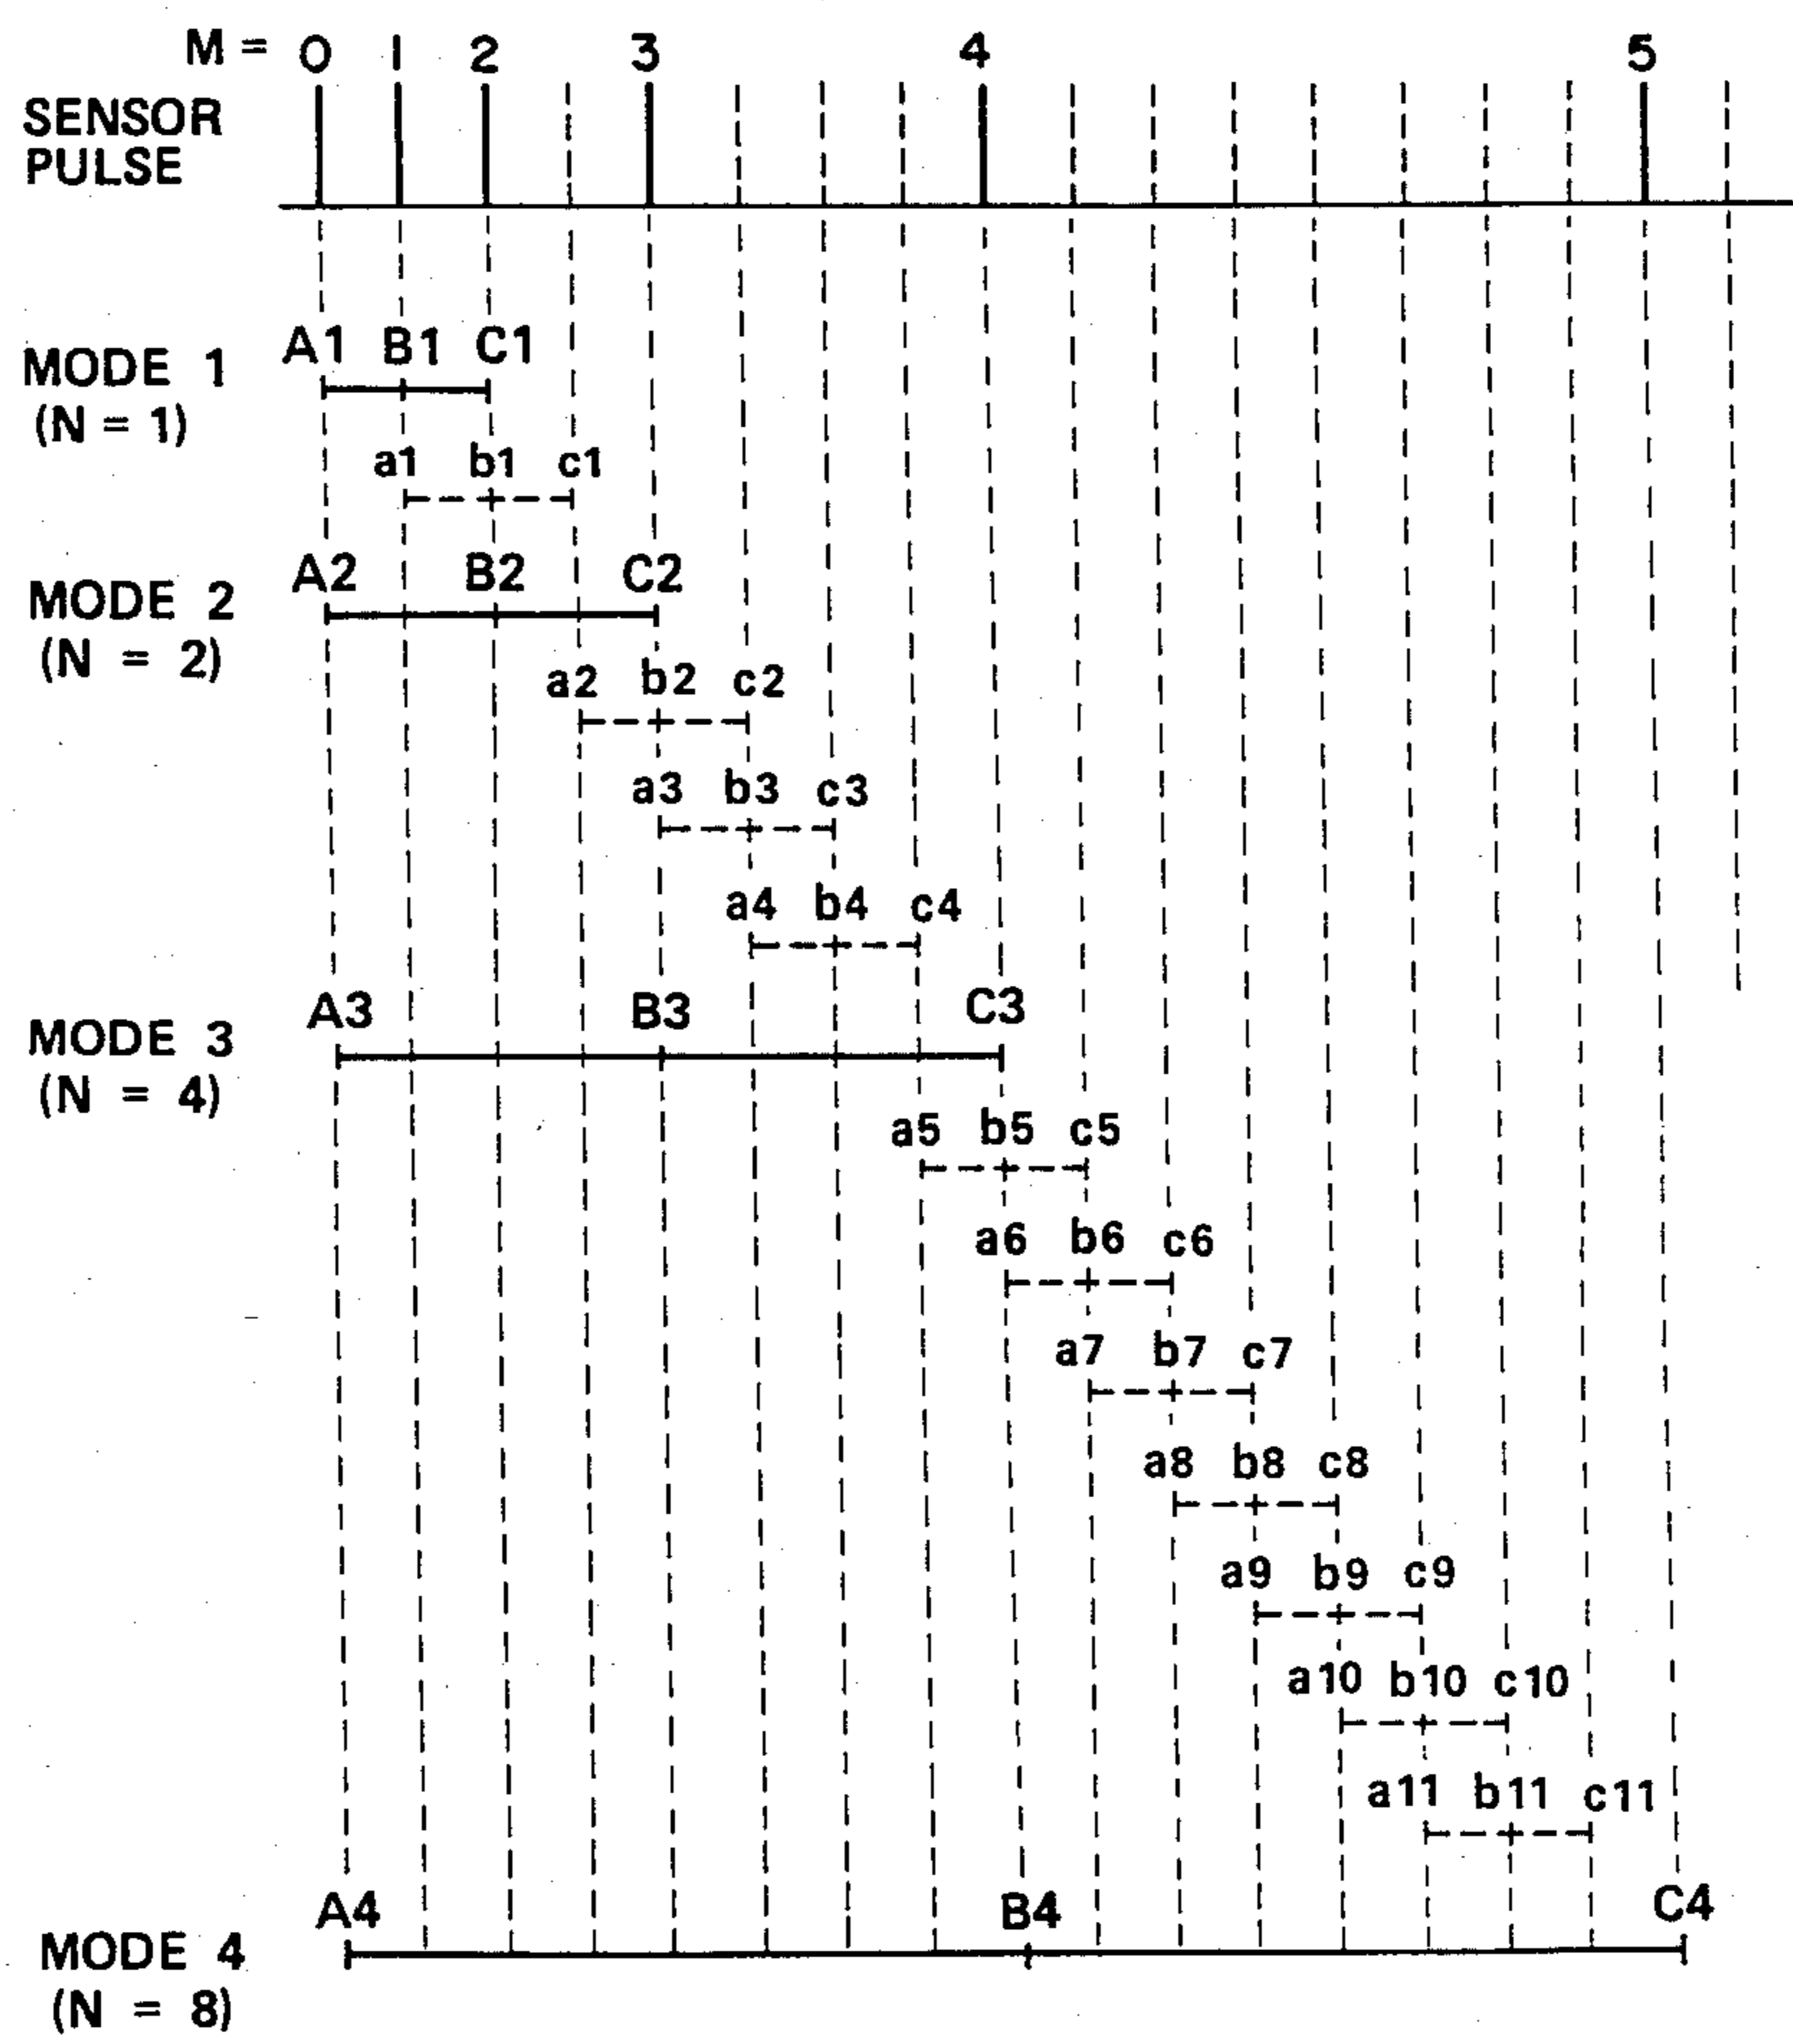 M = 0 1 2 3 4 5
SENSOR
PULSE
A1 B1 C1
MODE 1
(N = 1)
a1 b1 c1
A2 B2 C2
MODE 2
(N = 2)
a2 b2 c2
a3 b3 c3
a4 b4 c4
A3 B3 C3
MODE 3
(N = 4)
a5 b5 c5
a6 b6 c6
a7 b7 c7
a8 b8 c8
a9 b9 c9
a10 b10 c10
a11 b11 c11
A4 B4 C4
MODE 4
(N = 8)